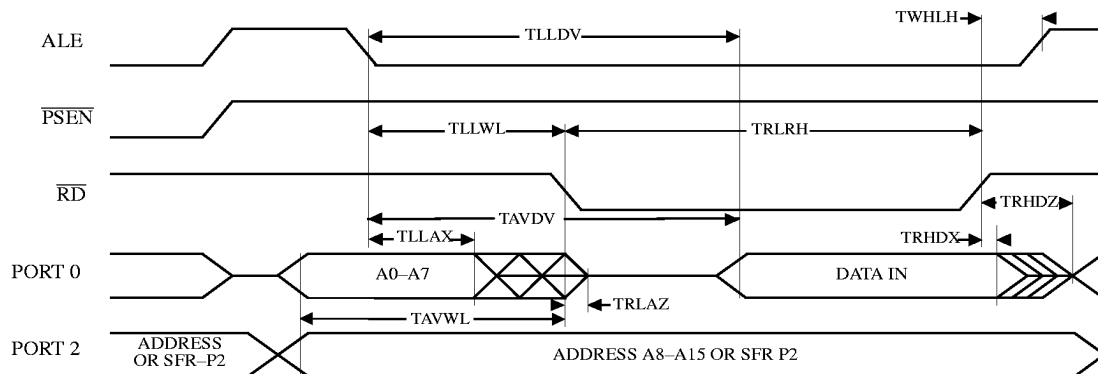 TWHLH
ALE
TLLDV
PSEN
TLLWL
TRLRH
RD
TAVDV
TRHDZ
TLLAX
TRHDX
PORT 0
A0–A7
DATA IN
TRLAZ
TAVWL
PORT 2
ADDRESS
OR SFR–P2
ADDRESS A8–A15 OR SFR P2